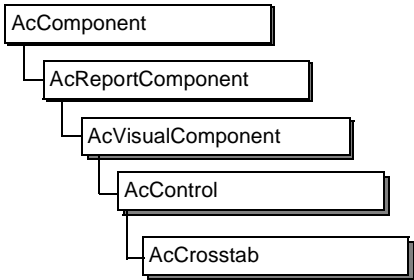 AcComponent
AcReportComponent
AcVisualComponent
AcControl
AcCrosstab